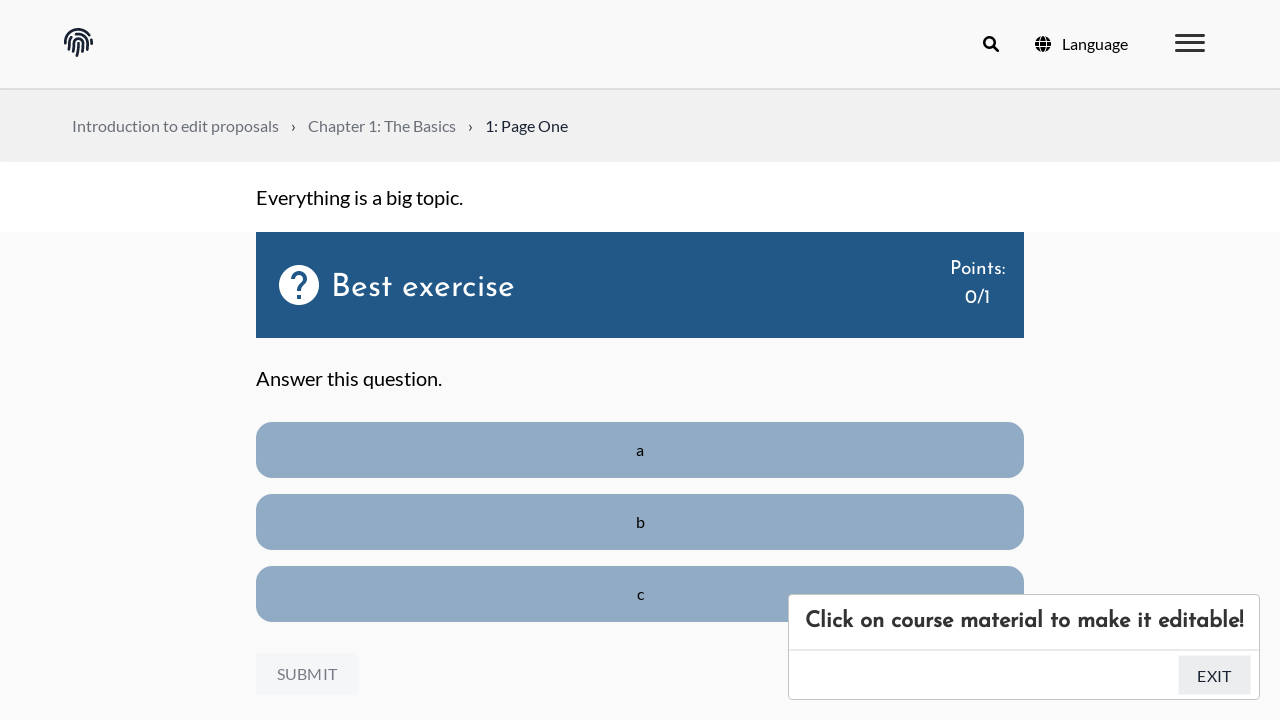 Language
Introduction to edit proposals › Chapter 1: The Basics › 1: Page One
Everything is a big topic.
Best exercise
Points:
0/1
Answer this question.
a
b
c
Click on course material to make it editable!
SUBMIT
EXIT